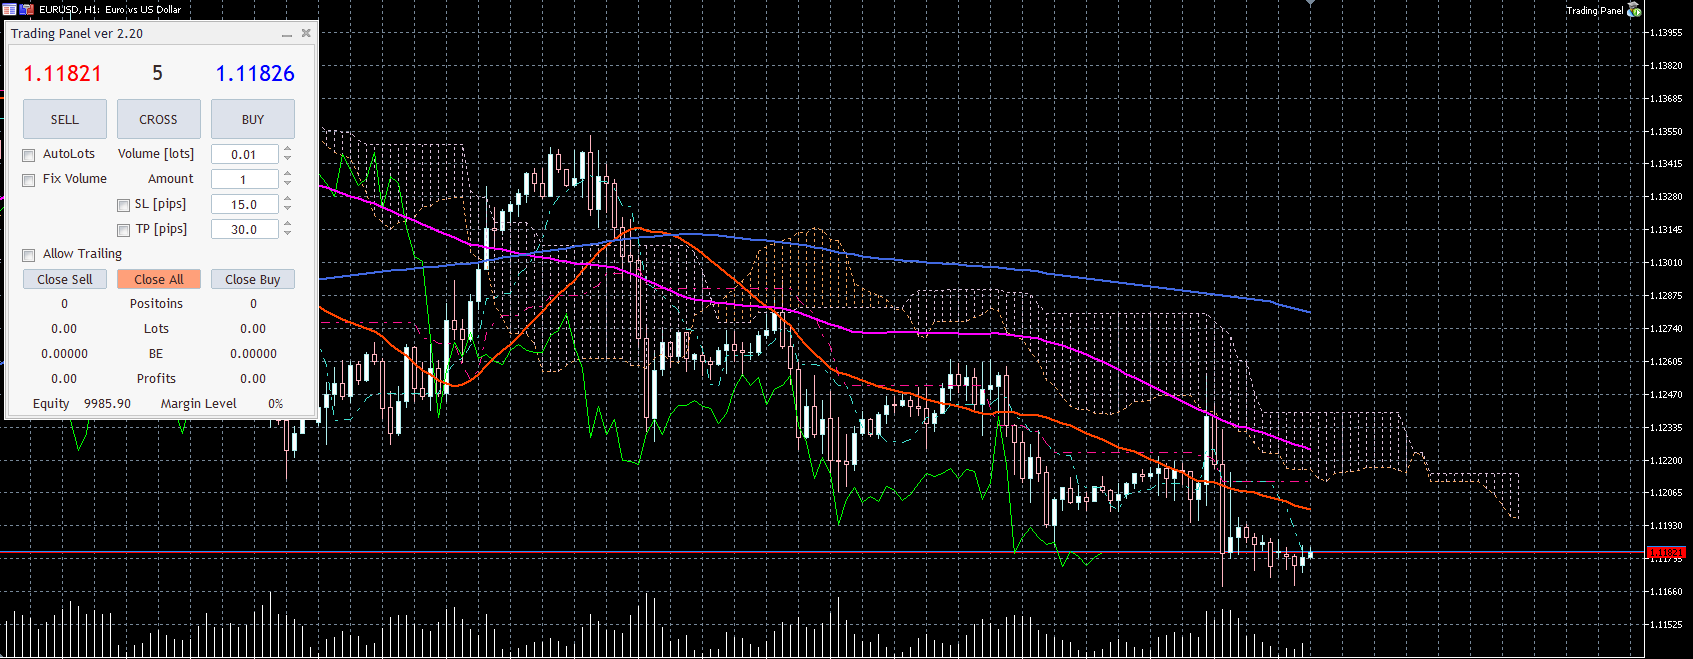 EURUSD, H1: Euro vs US Dollar
Trading Panel
Trading Panel ver 2.20
1.11821 5 1.11826
SELL CROSS BUY
AutoLots Volume [lots] 0.01
Fix Volume Amount 1
SL [pips] 15.0
TP [pips] 30.0
Allow Trailing
Close Sell Close All Close Buy
0 Positoins 0
0.00 Lots 0.00
0.00000 BE 0.00000
0.00 Profits 0.00
Equity 9985.90 Margin Level 0%
1.13955
1.13820
1.13685
1.13550
1.13415
1.13280
1.13145
1.13010
1.12875
1.12740
1.12605
1.12470
1.12335
1.12200
1.12065
1.11930
1.11821
1.11795
1.11660
1.11525